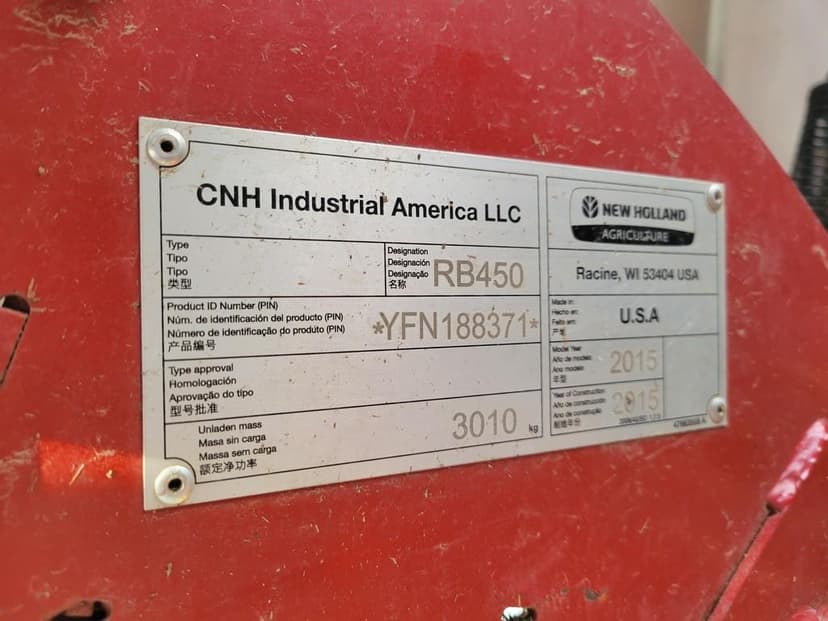 CNH Industrial America LLC
Type
Tipo
Tipo
类型
Designation
Designación
Designação
名称
RB450
Product ID Number (PIN)
Núm. de identificación del producto (PIN)
Número de identificação do produto (PIN)
产品编号
*YFN188371*
Type approval
Homologación
Aprovação do tipo
型号批准
Unladen mass
Masa sin carga
Massa sem carga
额定净功率
3010 kg
NEW HOLLAND
AGRICULTURE
Racine, WI 53404 USA
Made in:
Hecho en:
Feito em:
产地
U.S.A
Model Year
Año de modelo
Ano modelo
年型
2015
Year of Construction
Año de construcción
Ano de construção
制造年份
2015